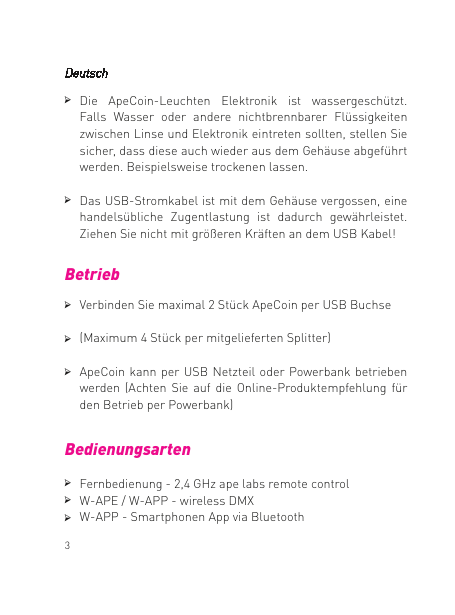 Deutsch
➢ Die ApeCoin-Leuchten Elektronik ist wassergeschützt.
Falls Wasser oder andere nichtbrennbarer Flüssigkeiten
zwischen Linse und Elektronik eintreten sollten, stellen Sie
sicher, dass diese auch wieder aus dem Gehäuse abgeführt
werden. Beispielsweise trockenen lassen.
➢ Das USB-Stromkabel ist mit dem Gehäuse vergossen, eine
handelsübliche Zugentlastung ist dadurch gewährleistet.
Ziehen Sie nicht mit größeren Kräften an dem USB Kabel!
Betrieb
➢ Verbinden Sie maximal 2 Stück ApeCoin per USB Buchse
➢ (Maximum 4 Stück per mitgelieferten Splitter)
➢ ApeCoin kann per USB Netzteil oder Powerbank betrieben
werden (Achten Sie auf die Online-Produktempfehlung für
den Betrieb per Powerbank)
Bedienungsarten
➢ Fernbedienung - 2,4 GHz ape labs remote control
➢ W-APE / W-APP - wireless DMX
➢ W-APP - Smartphonen App via Bluetooth
3